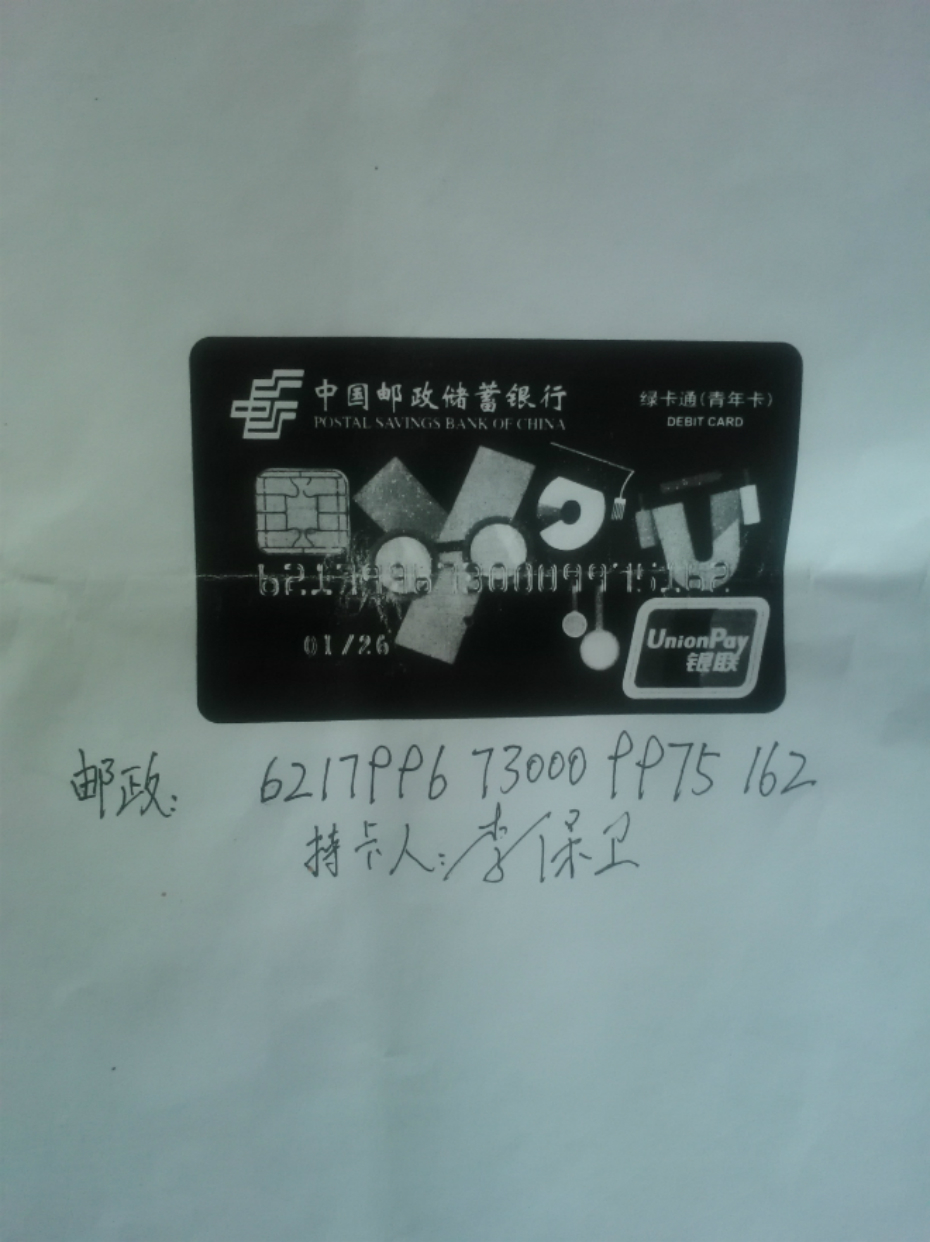 中国邮政储蓄银行
POSTAL SAVINGS BANK OF CHINA
绿卡通(青年卡)
DEBIT CARD
6217996730009975162
01/26
UnionPay
银联
邮政: 6217996 73000 9975 162
持卡人:李保卫